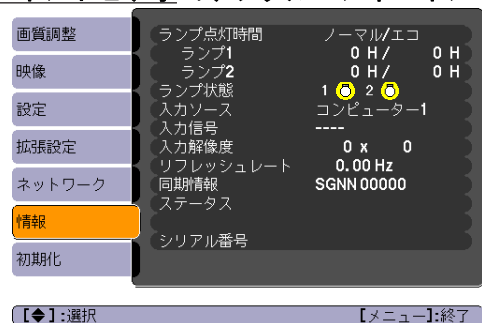 画質調整
映像
設定
拡張設定
ネットワーク
情報
初期化
ランプ点灯時間 ノーマル/エコ
ランプ1 0 H / 0 H
ランプ2 0 H / 0 H
ランプ状態 1 2
入力ソース コンピューター1
入力信号 ----
入力解像度 0 x 0
リフレッシュレート 0.00 Hz
同期情報 SGNN 00000
ステータス
シリアル番号
【◆】:選択 【メニュー】:終了